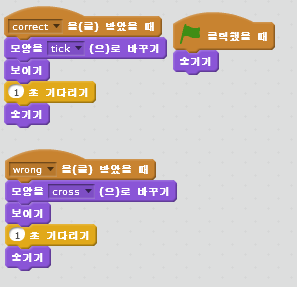 correct 을(를) 받았을 때
모양을 tick (으)로 바꾸기
보이기
1 초 기다리기
숨기기
클릭했을 때
숨기기
wrong 을(를) 받았을 때
모양을 cross (으)로 바꾸기
보이기
1 초 기다리기
숨기기